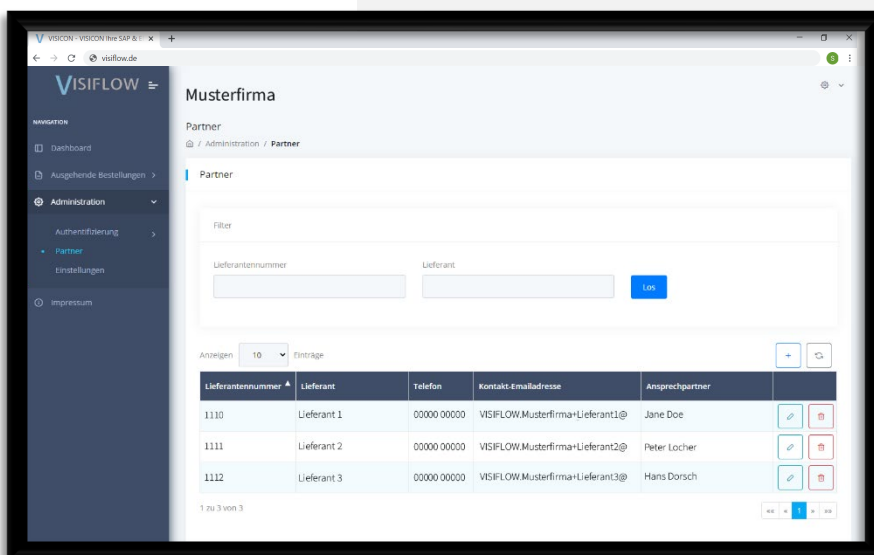 VISICON - VISICON Ihre SAP &
visiflow.de
S
VISIFLOW
Musterfirma
NAVIGATION
Partner
Dashboard
/ Administration / Partner
Ausgehende Bestellungen >
Partner
Administration
Filter
Authentifizierung >
Partner
Einstellungen
Lieferantennummer Lieferant
Los
Impressum
Anzeigen 10 Einträge
+
Lieferantennummer Lieferant Telefon Kontakt-Emailadresse Ansprechpartner
1110 Lieferant 1 00000 00000 VISIFLOW.Musterfirma+Lieferant1@ Jane Doe
1111 Lieferant 2 00000 00000 VISIFLOW.Musterfirma+Lieferant2@ Peter Locher
1112 Lieferant 3 00000 00000 VISIFLOW.Musterfirma+Lieferant3@ Hans Dorsch
1 zu 3 von 3
«« « 1 » »»